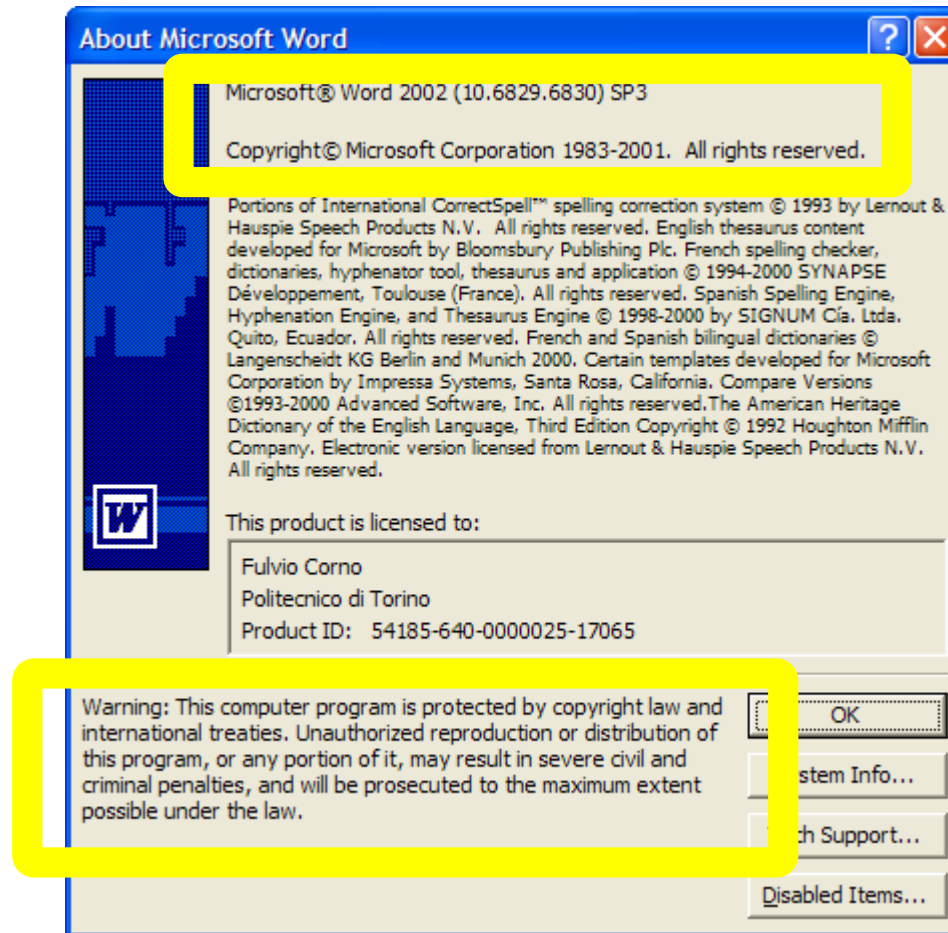 About Microsoft Word
Microsoft® Word 2002 (10.6829.6830) SP3
Copyright© Microsoft Corporation 1983-2001. All rights reserved.
Portions of International CorrectSpell™ spelling correction system © 1993 by Lernout &
Hauspie Speech Products N.V. All rights reserved. English thesaurus content
developed for Microsoft by Bloomsbury Publishing Plc. French spelling checker,
dictionaries, hyphenator tool, thesaurus and application © 1994-2000 SYNAPSE
Développement, Toulouse (France). All rights reserved. Spanish Spelling Engine,
Hyphenation Engine, and Thesaurus Engine © 1998-2000 by SIGNUM Cía. Ltda.
Quito, Ecuador. All rights reserved. French and Spanish bilingual dictionaries ©
Langenscheidt KG Berlin and Munich 2000. Certain templates developed for Microsoft
Corporation by Impressa Systems, Santa Rosa, California. Compare Versions
©1993-2000 Advanced Software, Inc. All rights reserved.The American Heritage
Dictionary of the English Language, Third Edition Copyright © 1992 Houghton Mifflin
Company. Electronic version licensed from Lernout & Hauspie Speech Products N.V.
All rights reserved.
W
This product is licensed to:
Fulvio Corno
Politecnico di Torino
Product ID: 54185-640-0000025-17065
Warning: This computer program is protected by copyright law and
international treaties. Unauthorized reproduction or distribution of
this program, or any portion of it, may result in severe civil and
criminal penalties, and will be prosecuted to the maximum extent
possible under the law.
OK
Info...
Support...
Disabled Items...